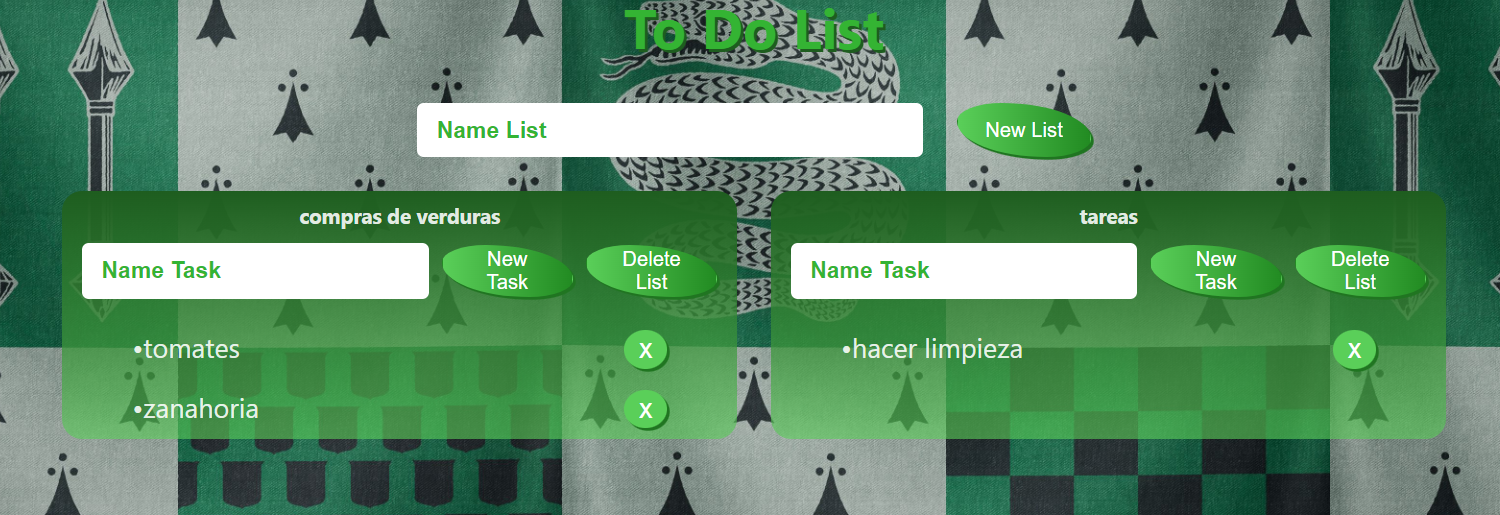 To Do List
Name List
New List
compras de verduras
Name Task
New
Task
Delete
List
•tomates
X
•zanahoria
X
tareas
Name Task
New
Task
Delete
List
•hacer limpieza
X